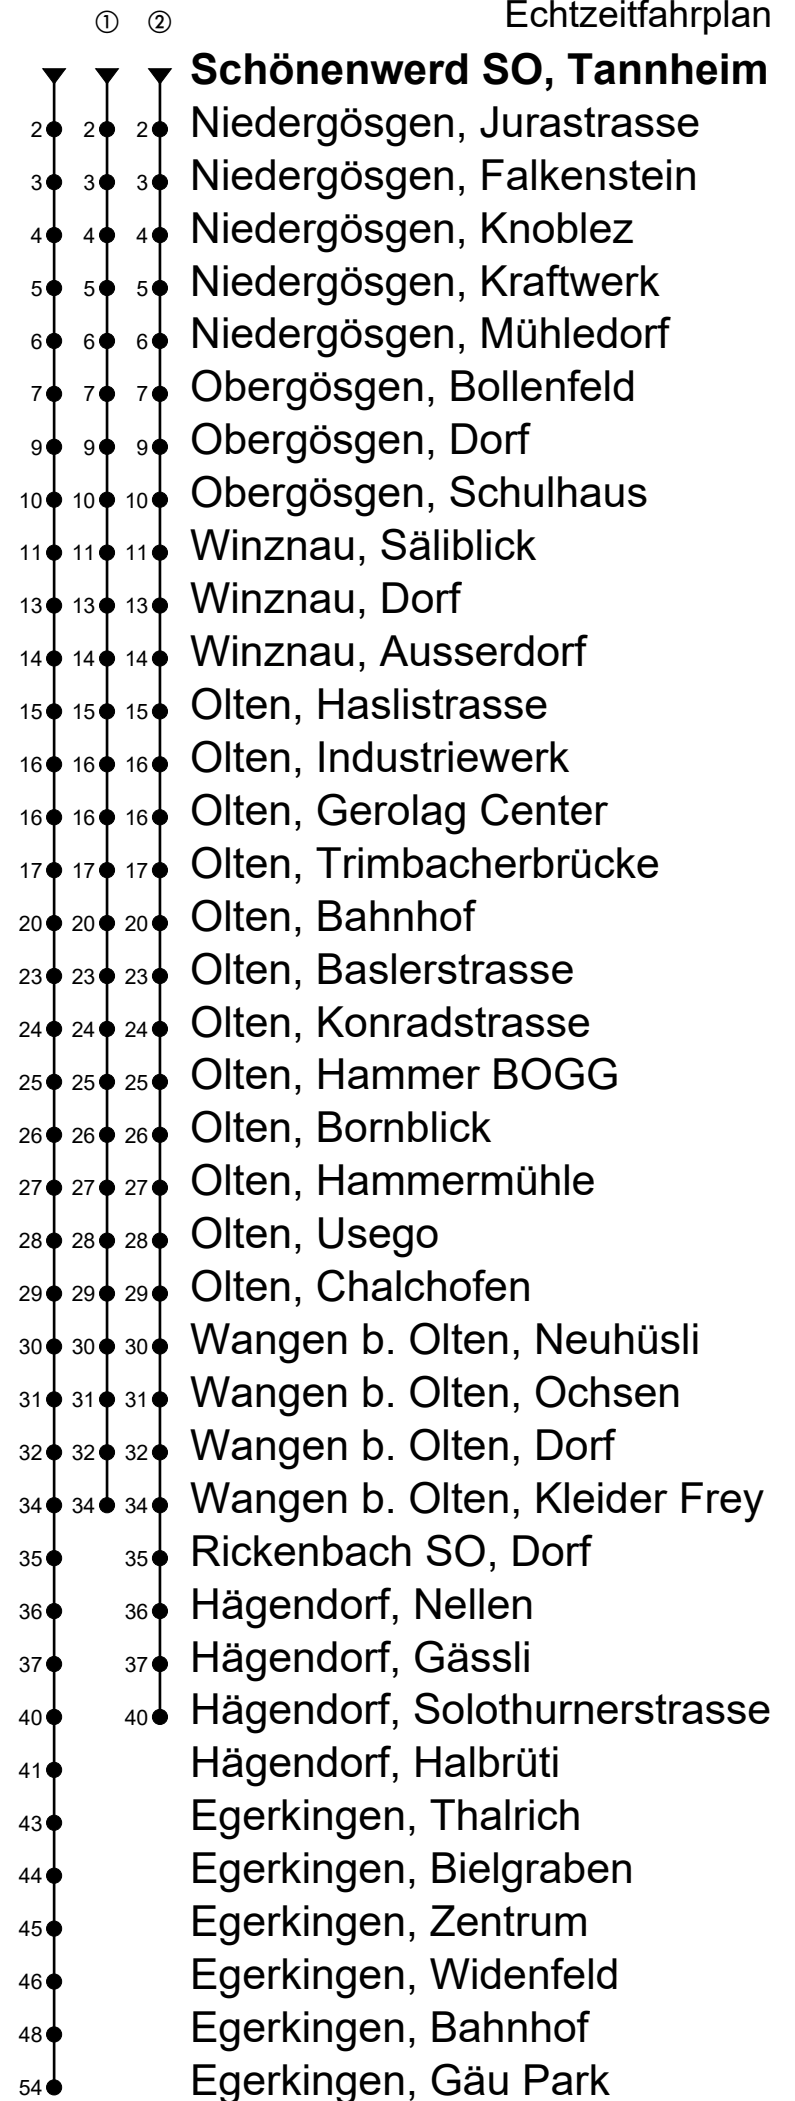 Echtzeitfahrplan
① ②
Schönenwerd SO, Tannheim
2 2 2 Niedergösgen, Jurastrasse
3 3 3 Niedergösgen, Falkenstein
4 4 4 Niedergösgen, Knoblez
5 5 5 Niedergösgen, Kraftwerk
6 6 6 Niedergösgen, Mühledorf
7 7 7 Obergösgen, Bollenfeld
9 9 9 Obergösgen, Dorf
10 10 10 Obergösgen, Schulhaus
11 11 11 Winznau, Säliblick
13 13 13 Winznau, Dorf
14 14 14 Winznau, Ausserdorf
15 15 15 Olten, Haslistrasse
16 16 16 Olten, Industriewerk
16 16 16 Olten, Gerolag Center
17 17 17 Olten, Trimbacherbrücke
20 20 20 Olten, Bahnhof
23 23 23 Olten, Baslerstrasse
24 24 24 Olten, Konradstrasse
25 25 25 Olten, Hammer BOGG
26 26 26 Olten, Bornblick
27 27 27 Olten, Hammermühle
28 28 28 Olten, Usego
29 29 29 Olten, Chalchofen
30 30 30 Wangen b. Olten, Neuhüsli
31 31 31 Wangen b. Olten, Ochsen
32 32 32 Wangen b. Olten, Dorf
34 34 34 Wangen b. Olten, Kleider Frey
35 35 Rickenbach SO, Dorf
36 36 Hägendorf, Nellen
37 37 Hägendorf, Gässli
40 40 Hägendorf, Solothurnerstrasse
41 Hägendorf, Halbrüti
43 Egerkingen, Thalrich
44 Egerkingen, Bielgraben
45 Egerkingen, Zentrum
46 Egerkingen, Widenfeld
48 Egerkingen, Bahnhof
54 Egerkingen, Gäu Park